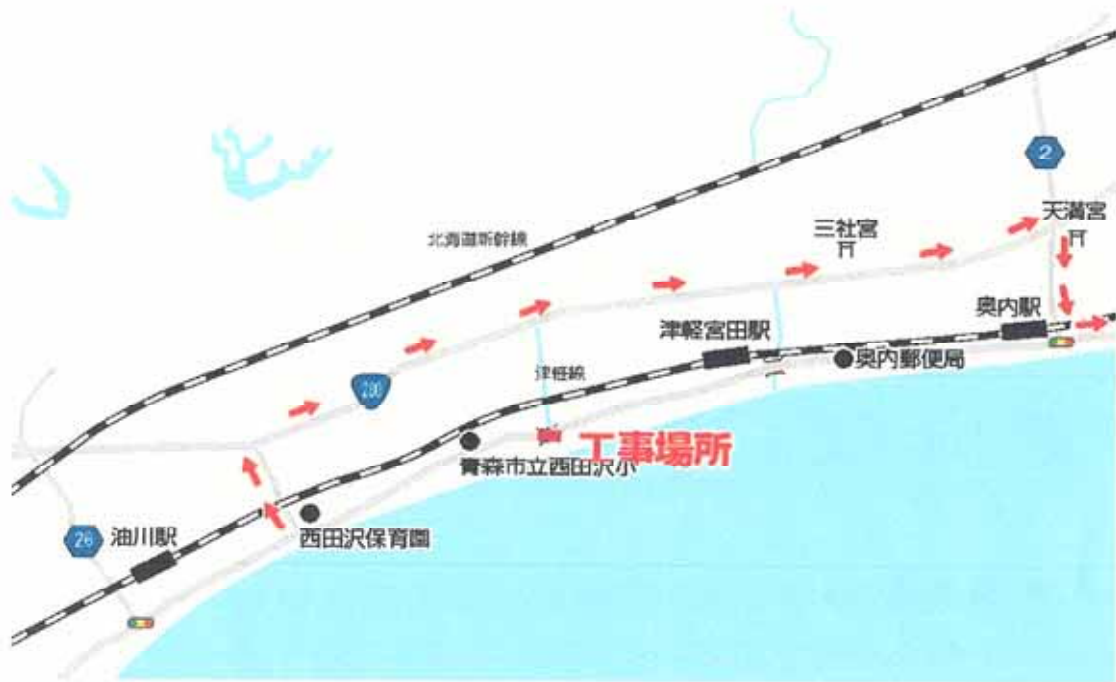 2
天満宮
三社宮
北海道新幹線
奥内駅
津軽宮田駅
奥内郵便局
津軽線
280
工事場所
青森市立西田沢小
西田沢保育園
油川駅
26